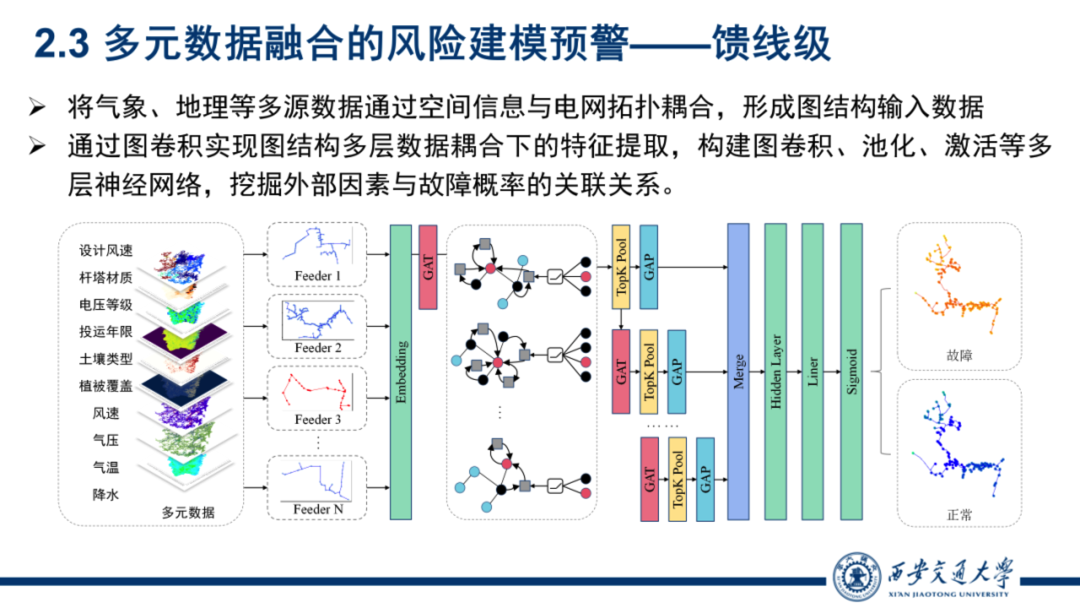 2.3 多元数据融合的风险建模预警——馈线级
➢ 将气象、地理等多源数据通过空间信息与电网拓扑耦合，形成图结构输入数据
➢ 通过图卷积实现图结构多层数据耦合下的特征提取，构建图卷积、池化、激活等多
层神经网络，挖掘外部因素与故障概率的关联关系。
设计风速
杆塔材质
电压等级
投运年限
土壤类型
植被覆盖
风速
气压
气温
降水
多元数据
Feeder 1
Feeder 2
Feeder 3
Feeder N
Embedding
GAT
TopK Pool
GAP
GAT
TopK Pool
GAP
……
GAT
TopK Pool
GAP
Merge
Hidden Layer
Liner
Sigmoid
故障
正常
西安交通大学
XI'AN JIAOTONG UNIVERSITY